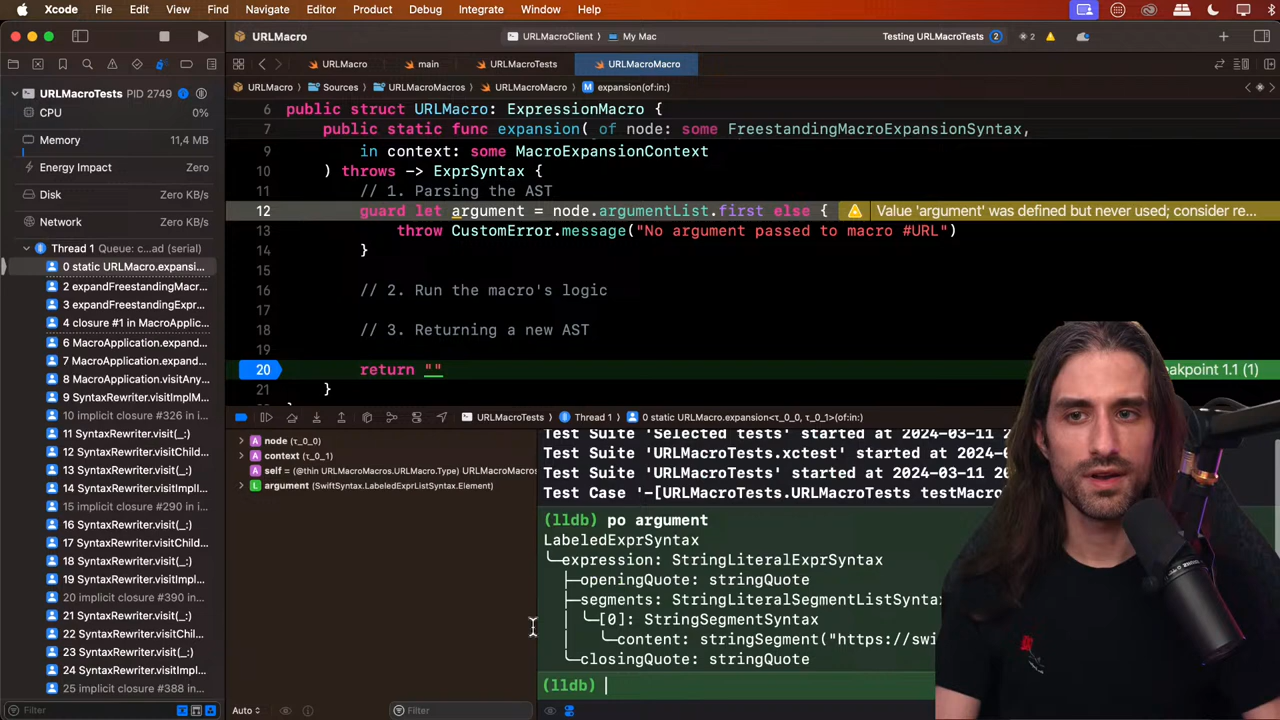 Xcode File Edit View Find Navigate Editor Product Debug Integrate Window Help
URLMacro
URLMacroClient My Mac
Testing URLMacroTests 2
2
URLMacro main URLMacroTests URLMacroMacro
URLMacro Sources URLMacroMacros URLMacroMacro M expansion(of:in:)
URLMacroTests PID 2749
CPU 0%
Memory 11,4 MB
Energy Impact Zero
Disk Zero KB/s
Network Zero KB/s
Thread 1 Queue: c...ad (serial)
0 static URLMacro.expansi...
2 expandFreestandingMacr...
3 expandFreestandingExpr...
4 closure #1 in MacroApplic...
6 MacroApplication.expand...
7 MacroApplication.expand...
8 MacroApplication.visitAny...
9 SyntaxRewriter.visitImplM...
10 implicit closure #326 in...
11 SyntaxRewriter.visit(_:)
12 SyntaxRewriter.visitChild...
13 SyntaxRewriter.visit(_:)
14 SyntaxRewriter.visitImpl...
15 implicit closure #290 in...
16 SyntaxRewriter.visit(_:)
17 SyntaxRewriter.visitChild...
18 SyntaxRewriter.visit(_:)
19 SyntaxRewriter.visitImpl...
20 implicit closure #390 in...
21 SyntaxRewriter.visit(_:)
22 SyntaxRewriter.visitChil...
23 SyntaxRewriter.visit(_:)
24 SyntaxRewriter.visitImpl...
25 implicit closure #388 in...
Filter
6 public struct URLMacro: ExpressionMacro {
7 public static func expansion( of node: some FreestandingMacroExpansionSyntax,
9 in context: some MacroExpansionContext
10 ) throws -> ExprSyntax {
11 // 1. Parsing the AST
12 guard let argument = node.argumentList.first else { Value 'argument' was defined but never used; consider re...
13 throw CustomError.message("No argument passed to macro #URL")
14 }
15
16 // 2. Run the macro's logic
17
18 // 3. Returning a new AST
19
20 return "" eakpoint 1.1 (1)
21 }
URLMacroTests Thread 1 0 static URLMacro.expansion<τ_0_0, τ_0_1>(of:in:)
A node (τ_0_0)
A context (τ_0_1)
A self = (@thin URLMacroMacros.URLMacro.Type) URLMacroMacros
L argument (SwiftSyntax.LabeledExprListSyntax.Element)
Auto
Filter
Test Suite 'Selected tests' started at 2024-03-11 2
Test Suite 'URLMacroTests.xctest' started at 2024-0
Test Suite 'URLMacroTests' started at 2024-03-11 2
Test Case '-[URLMacroTests.URLMacroTests testMacro
(lldb) po argument
LabeledExprSyntax
╰─expression: StringLiteralExprSyntax
├─openingQuote: stringQuote
├─segments: StringLiteralSegmentListSyntax
│ ╰─[0]: StringSegmentSyntax
│ ╰─content: stringSegment("https://swi
╰─closingQuote: stringQuote
(lldb)